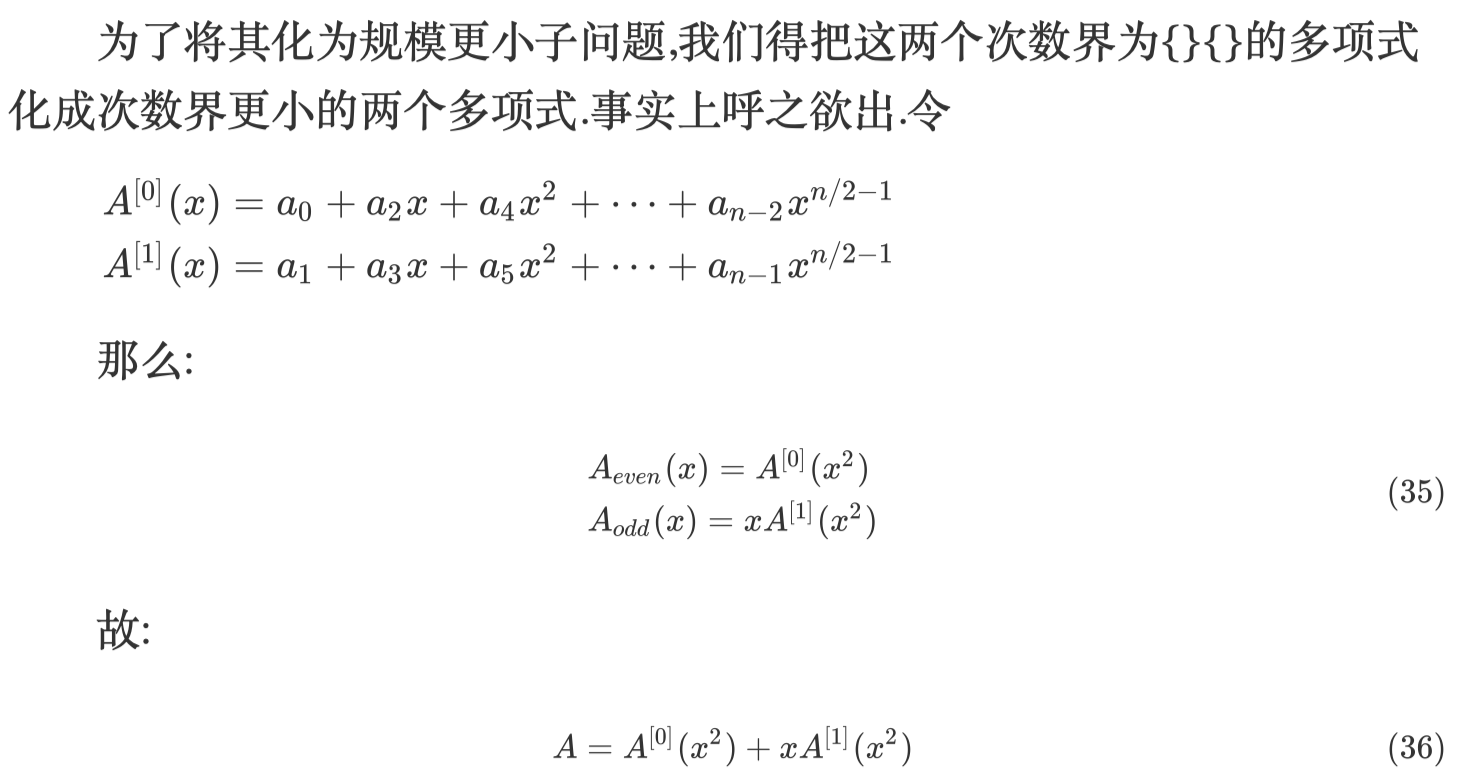 为了将其化为规模更小子问题,我们得把这两个次数界为{}{}的多项式
化成次数界更小的两个多项式.事实上呼之欲出.令
A^{[0]}(x) = a_0 + a_2x + a_4x^2 + ··· + a_{n-2}x^{n/2-1}
A^{[1]}(x) = a_1 + a_3x + a_5x^2 + ··· + a_{n-1}x^{n/2-1}
那么:
A_{even}(x) = A^{[0]}(x^2)
A_{odd}(x) = xA^{[1]}(x^2)
(35)
故:
A = A^{[0]}(x^2) + xA^{[1]}(x^2) (36)